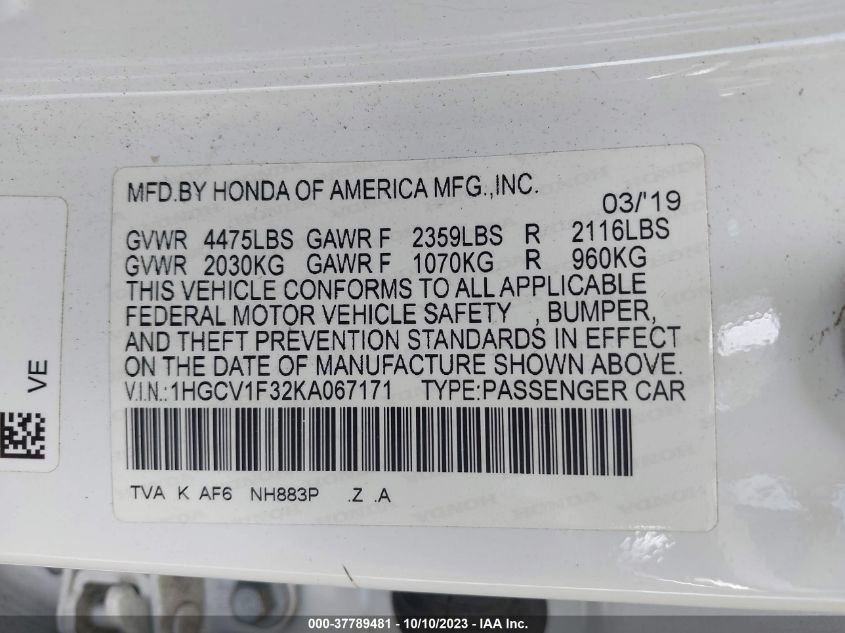 MFD.BY HONDA OF AMERICA MFG.,INC.
03/'19
GVWR 4475LBS GAWR F 2359LBS R 2116LBS
GVWR 2030KG GAWR F 1070KG R 960KG
THIS VEHICLE CONFORMS TO ALL APPLICABLE
FEDERAL MOTOR VEHICLE SAFETY , BUMPER,
AND THEFT PREVENTION STANDARDS IN EFFECT
ON THE DATE OF MANUFACTURE SHOWN ABOVE.
V.I.N.:1HGCV1F32KA067171 TYPE:PASSENGER CAR
TVA K AF6 NH883P .Z .A
VE
000-37789481 - 10/10/2023 - IAA Inc.